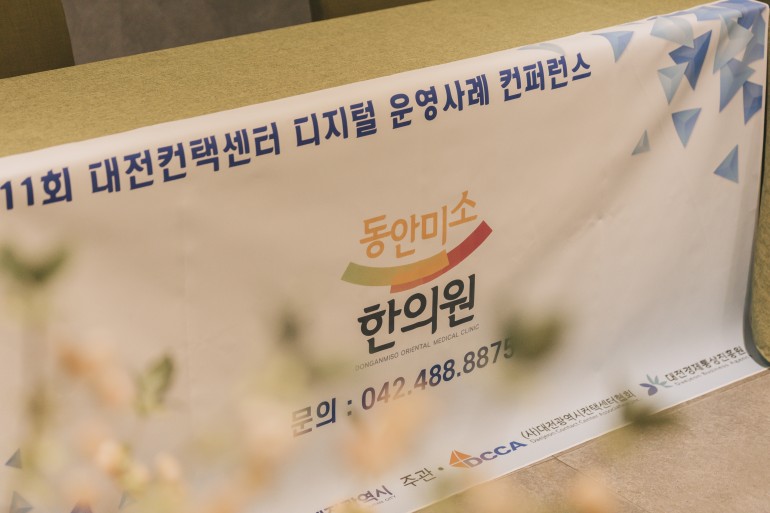 11회 대전컨택센터 디지털 운영사례 컨퍼런스
동안미소
한의원
DONGANMISO ORIENTAL MEDICAL CLINIC
문의 : 042.488.8875
주관 · DCCA (사)대전광역시컨택센터협회 대전경제통상진흥원